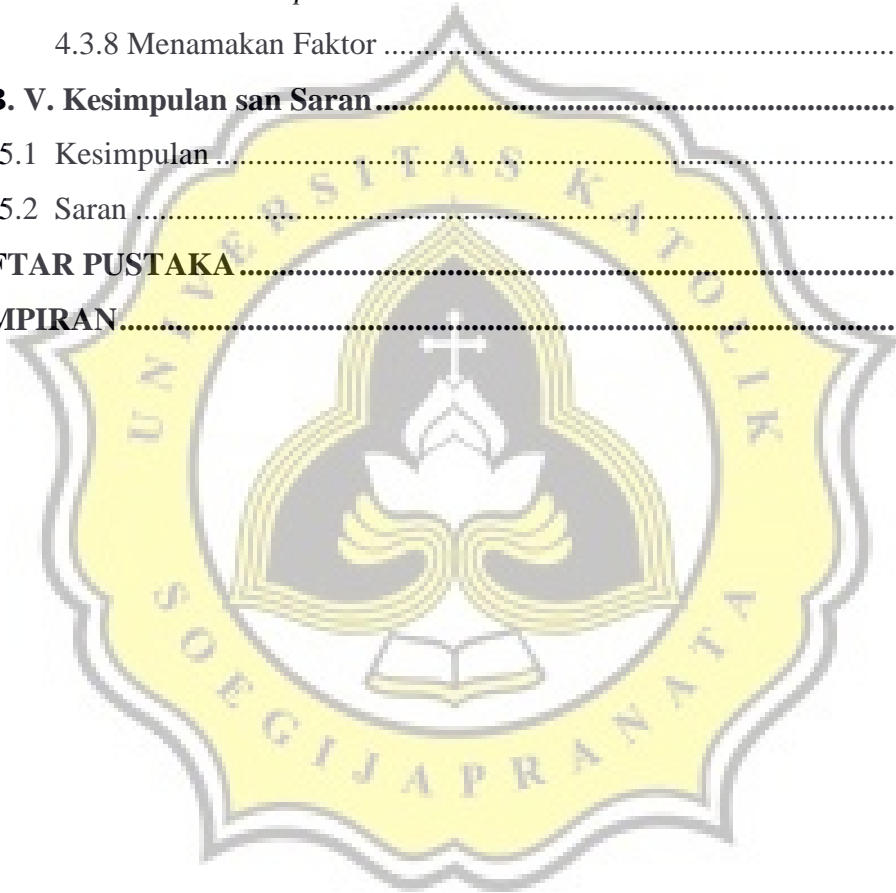 4.3.8 Menamakan Faktor ................................................................
B. V. Kesimpulan san Saran................................................................
5.1 Kesimpulan ................................................................
5.2 Saran ................................................................
FTAR PUSTAKA................................................................
MPIRAN................................................................
UNIVERSITAS KATOLIK
SOEGIJAPRANATA